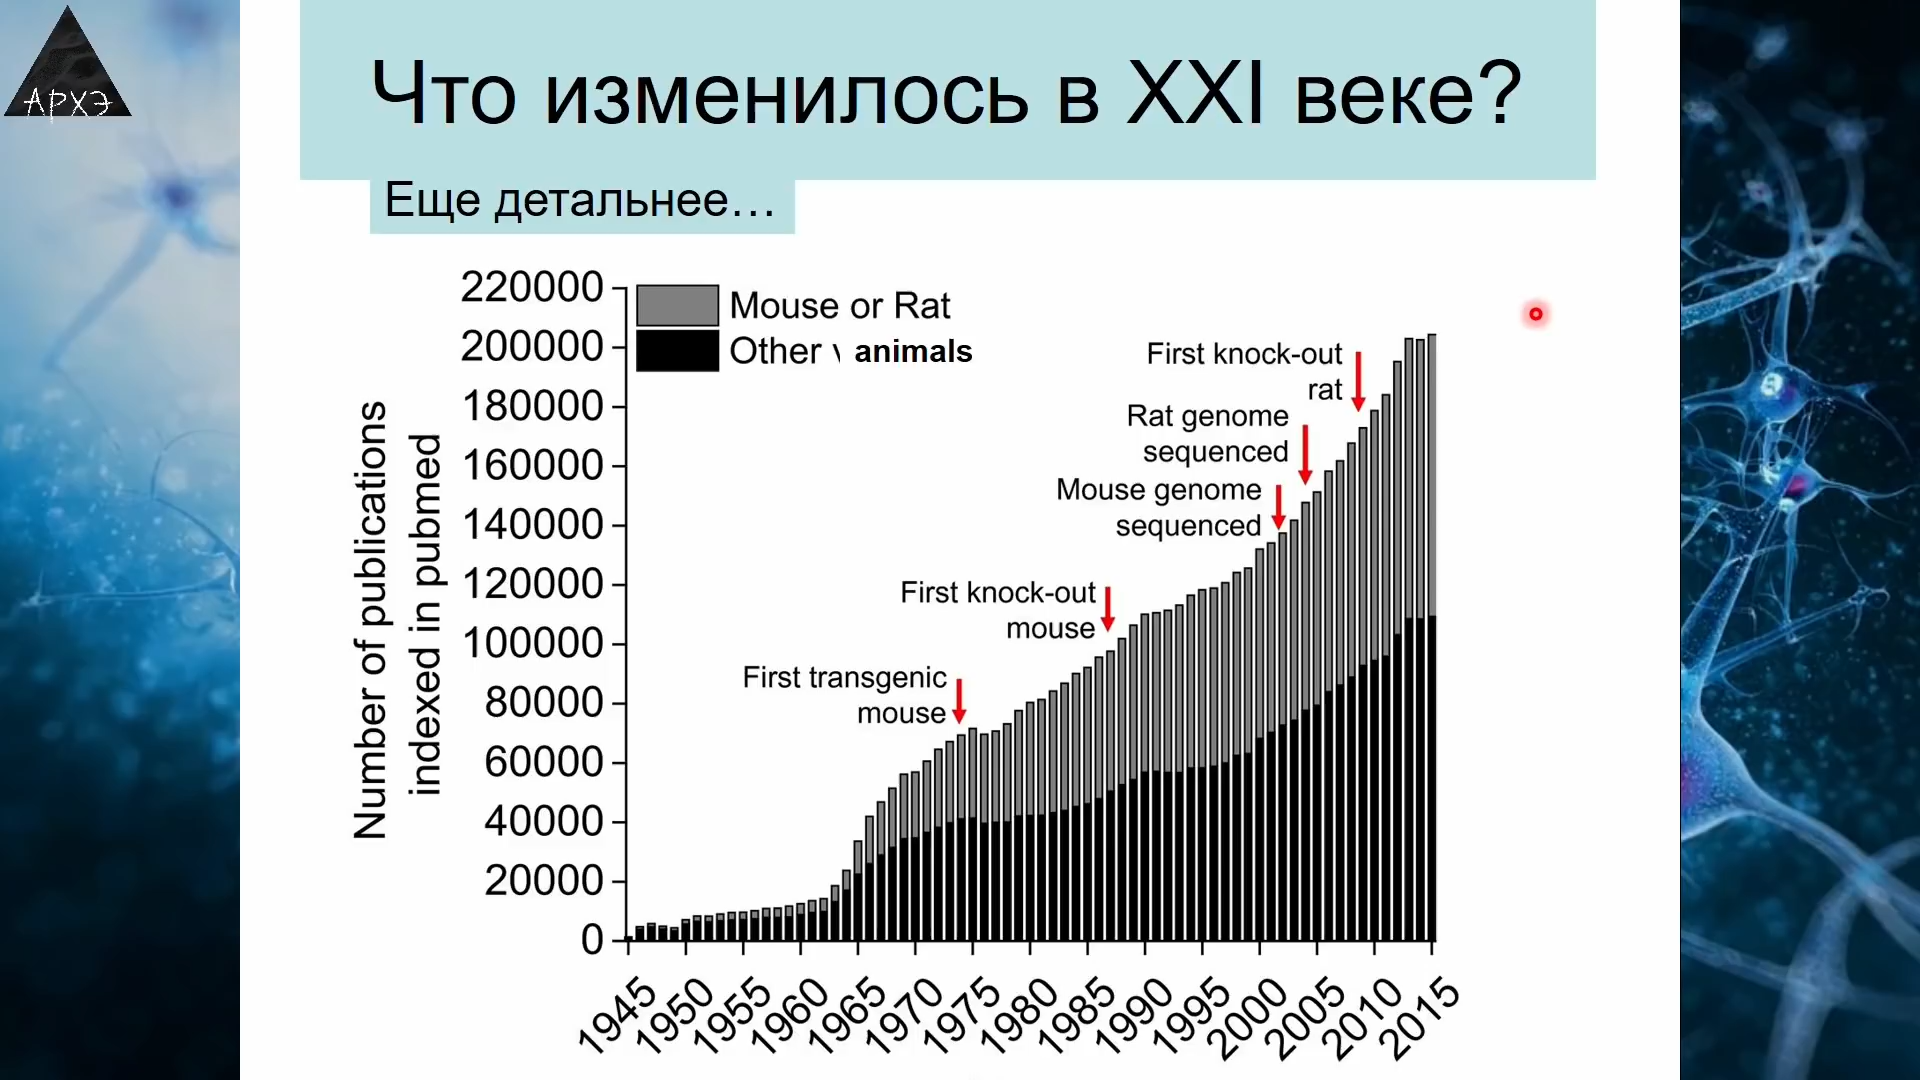 АРХЭ
Что изменилось в XXI веке?
Еще детальнее…
Number of publications
indexed in pubmed
220000
200000
180000
160000
140000
120000
100000
80000
60000
40000
20000
0
Mouse or Rat
Other animals
First knock-out
rat
Rat genome
sequenced
Mouse genome
sequenced
First knock-out
mouse
First transgenic
mouse
1945
1950
1955
1960
1965
1970
1975
1980
1985
1990
1995
2000
2005
2010
2015